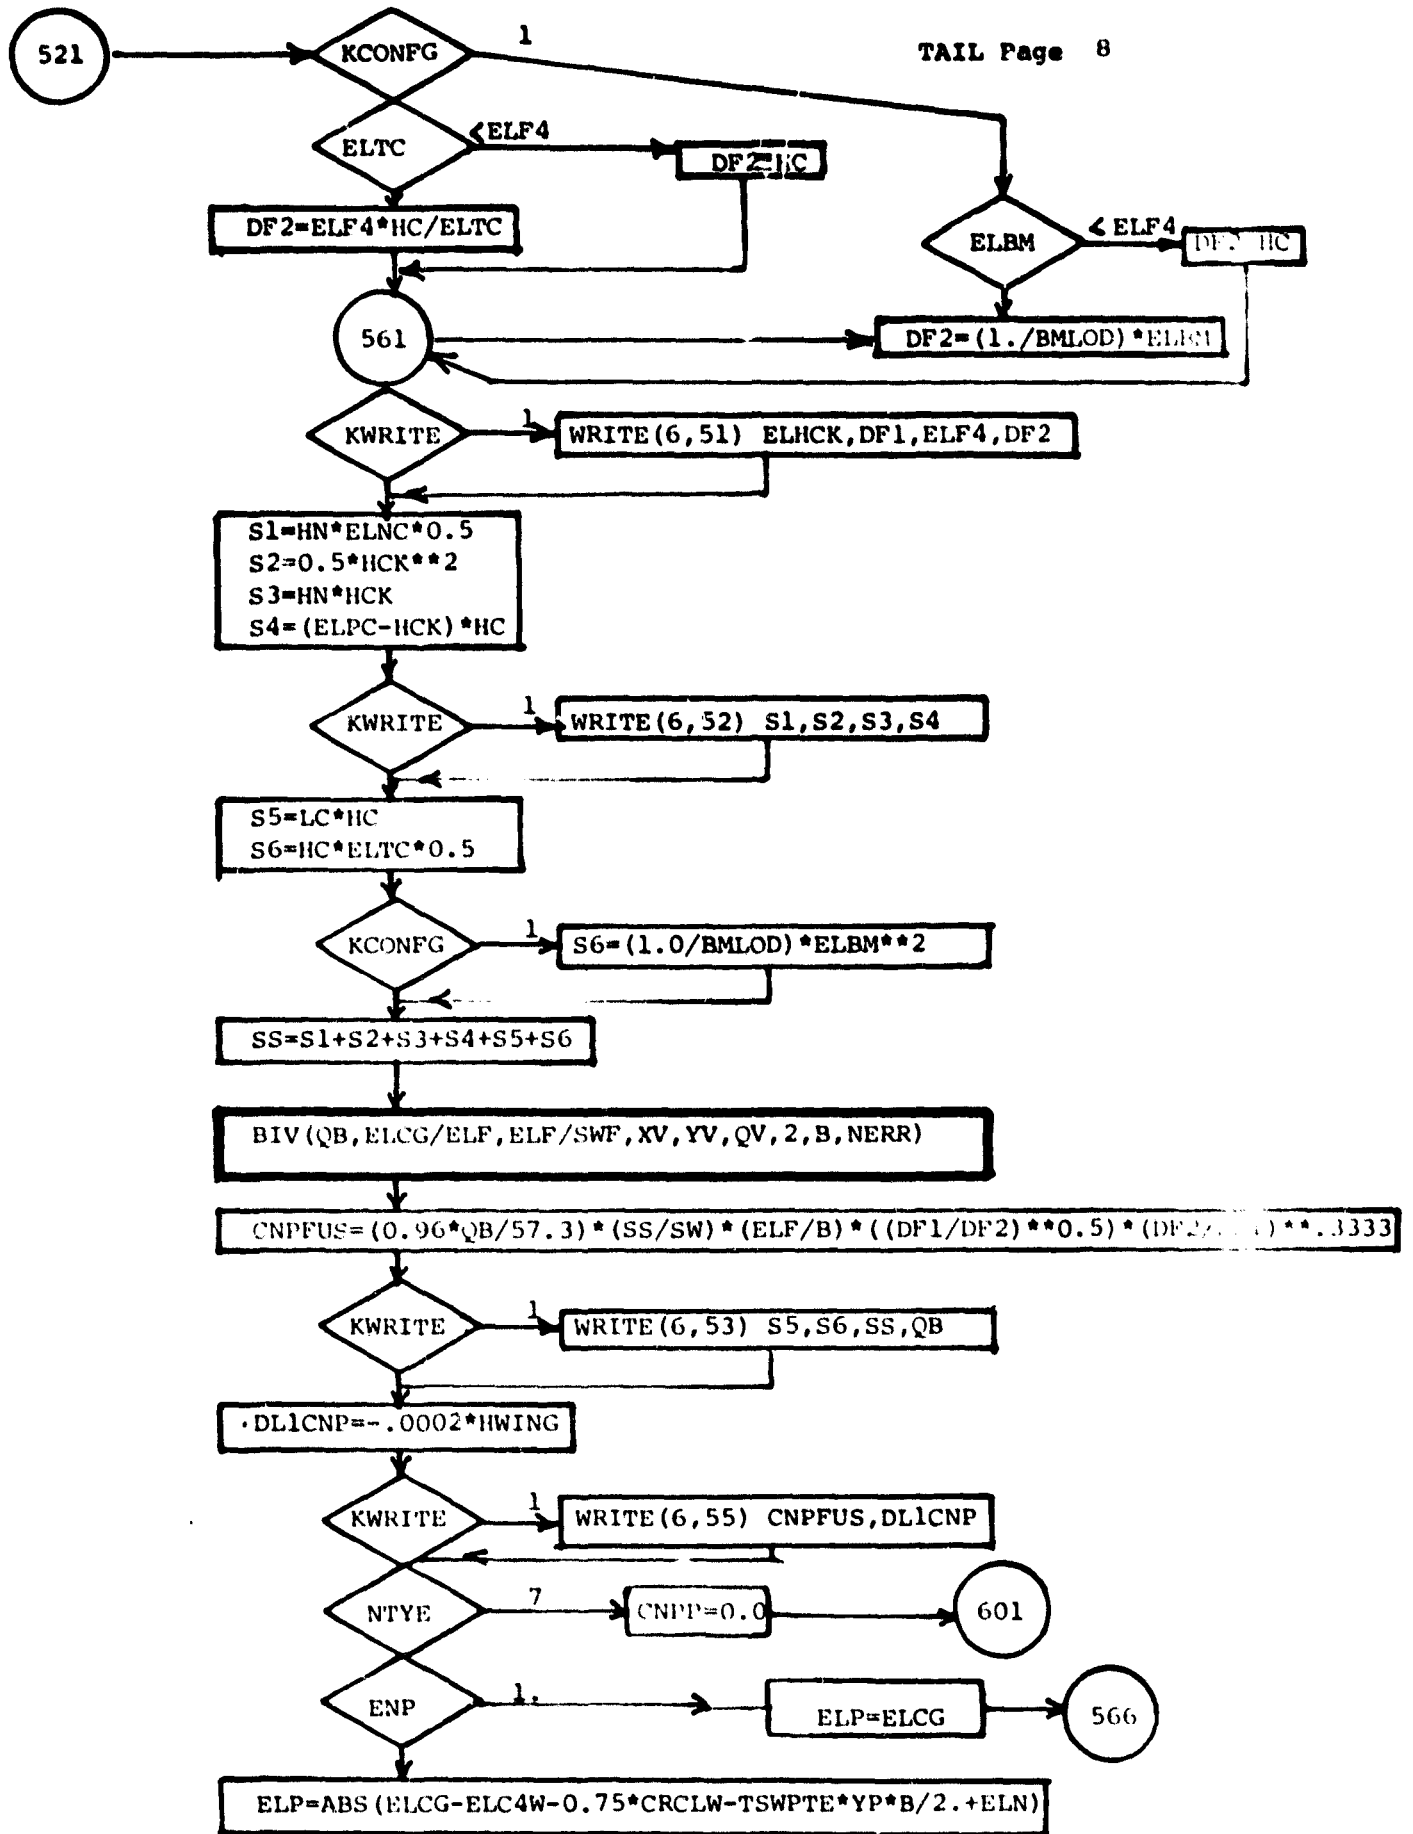 521
KCONFG
1
TAIL Page 8
ELTC
<ELF4
DF2=HC
DF2=ELF4*HC/ELTC
ELBM
< ELF4
DF2 HC
561
DF2=(1./BMLOD)*ELBM
KWRITE
1
WRITE(6,51) ELHCK,DF1,ELF4,DF2
S1=HN*ELNC*0.5
S2=0.5*HCK**2
S3=HN*HCK
S4=(ELPC-HCK)*HC
KWRITE
1
WRITE(6,52) S1,S2,S3,S4
S5=LC*HC
S6=HC*ELTC*0.5
KCONFG
1
S6=(1.0/BMLOD)*ELBM**2
SS=S1+S2+S3+S4+S5+S6
BIV(QB,ELCG/ELF,ELF/SWF,XV,YV,QV,2,B,NERR)
CNPFUS=(0.96*QB/57.3)*(SS/SW)*(ELF/B)*((DF1/DF2)**0.5)*(DF2/ )**.3333
KWRITE
1
WRITE(6,53) S5,S6,SS,QB
DL1CNP=-.0002*HWING
KWRITE
1
WRITE(6,55) CNPFUS,DL1CNP
NTYE
7
CNPP=0.0
601
ENP
1.
ELP=ELCG
566
ELP=ABS(ELCG-ELC4W-0.75*CRCLW-TSWPTE*YP*B/2.+ELN)